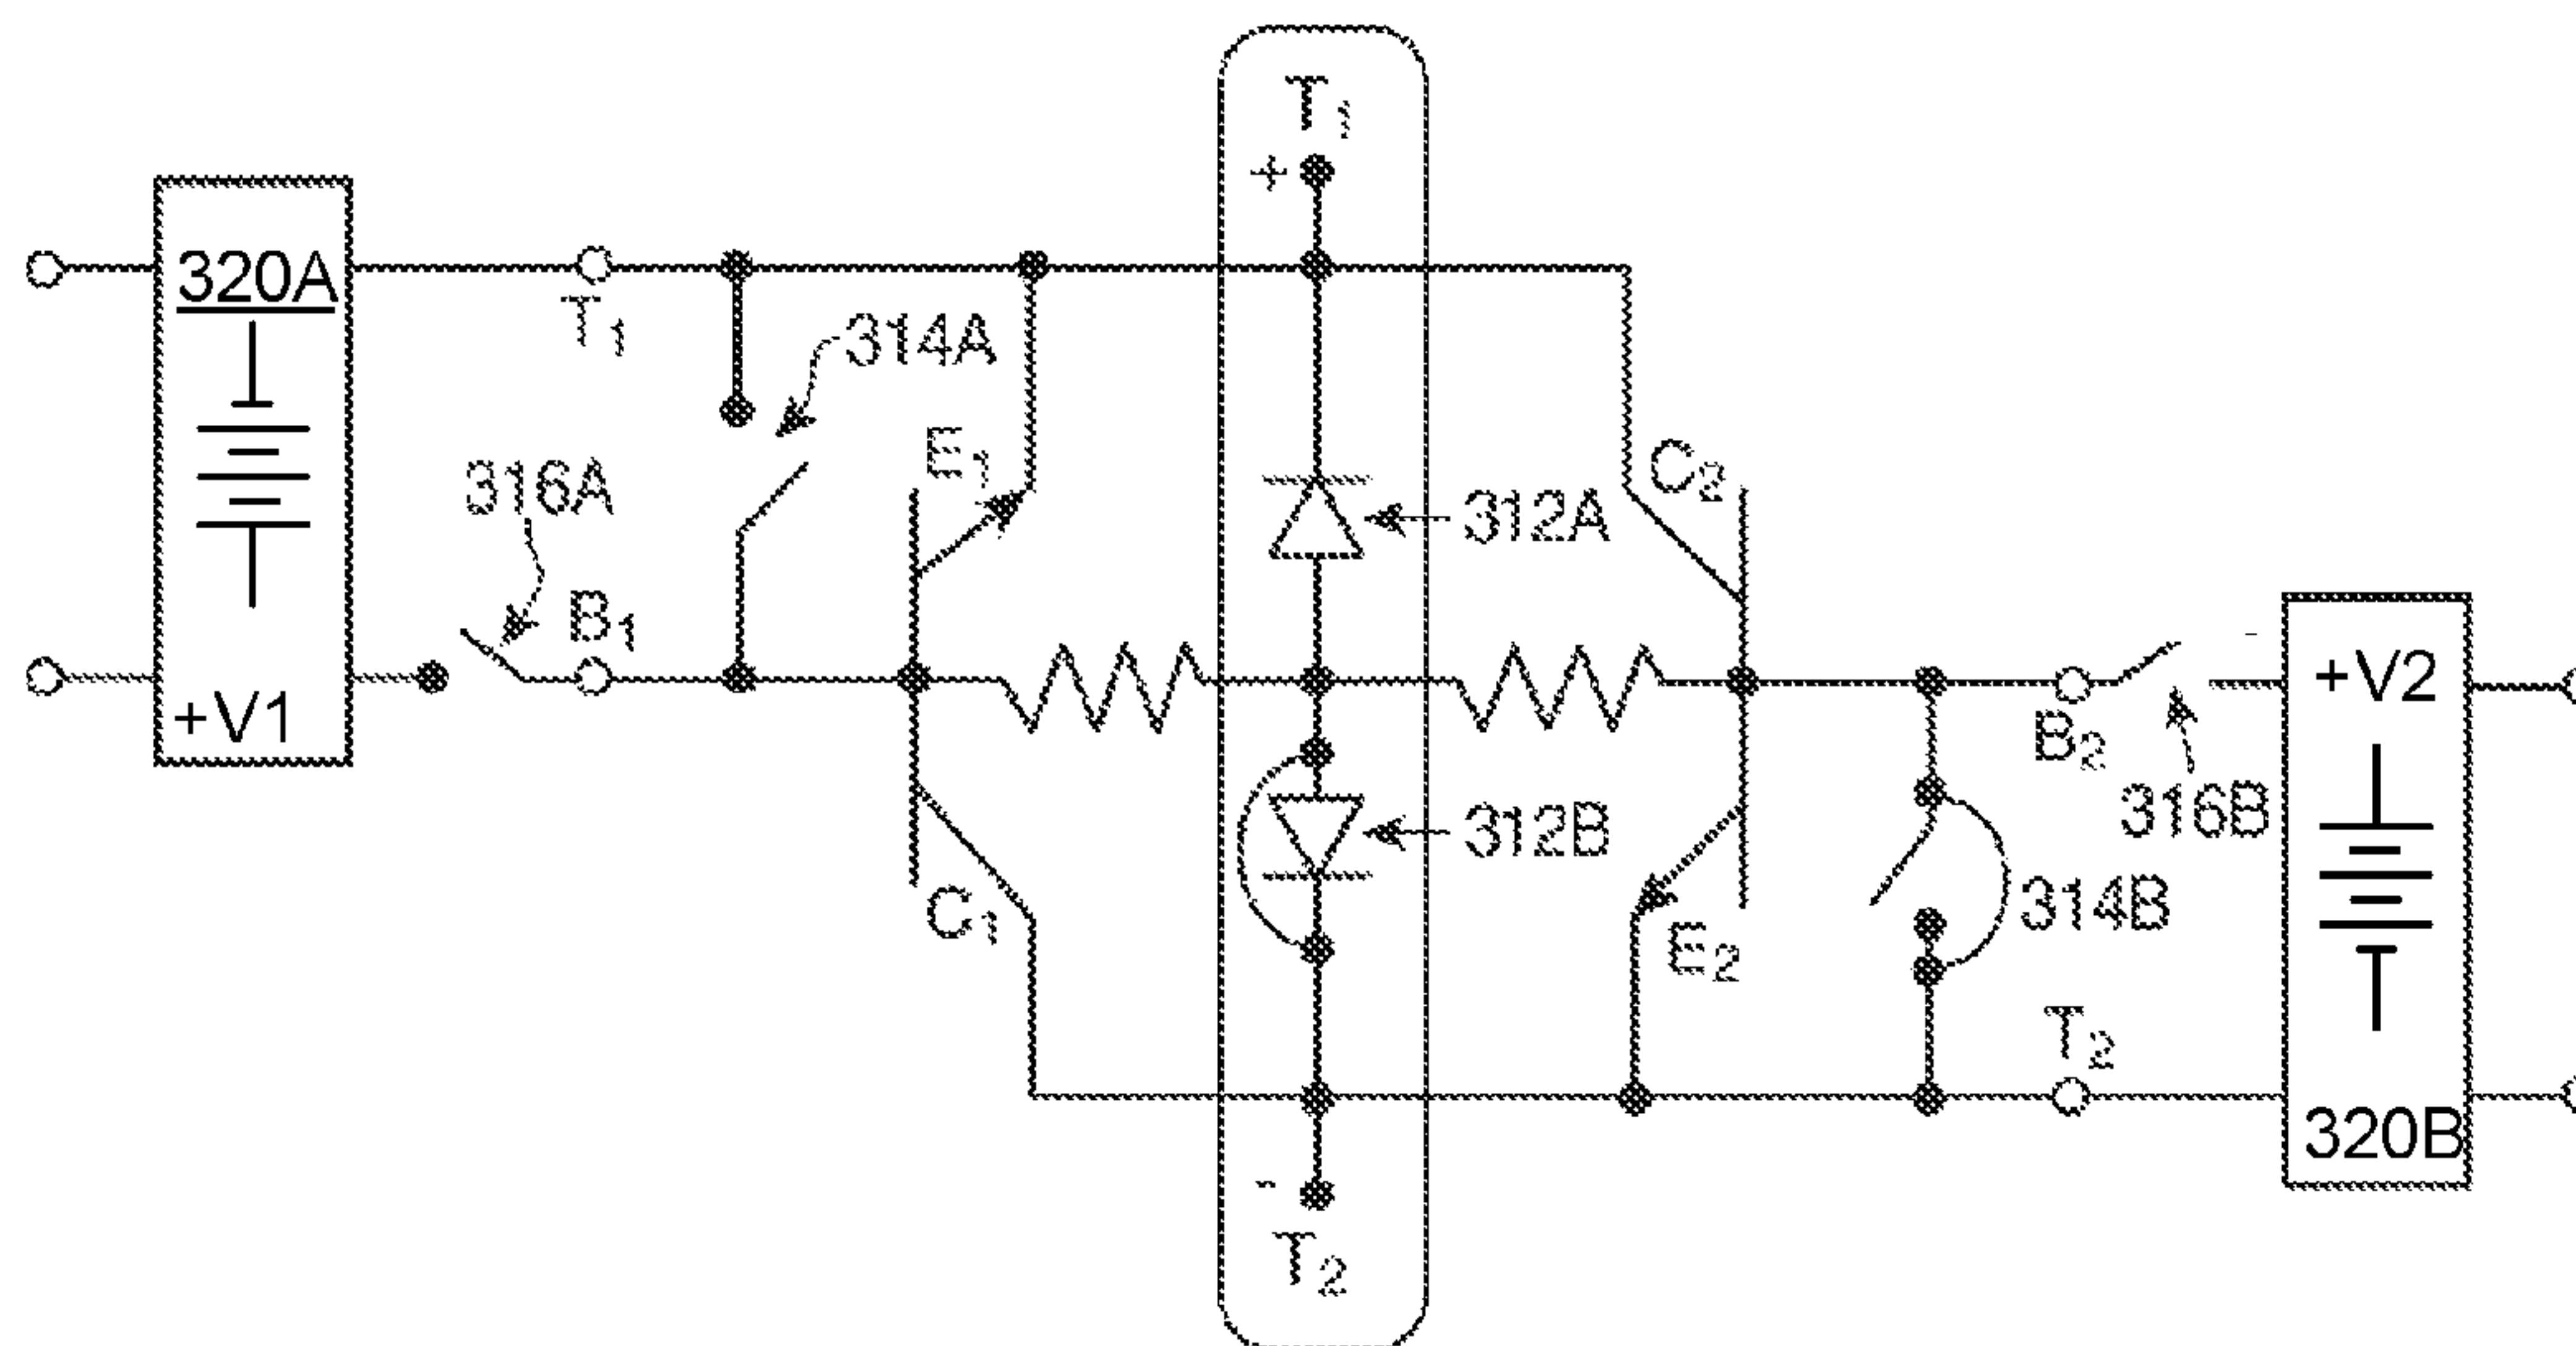 T1
+
320A
T1
314A
E1
C2
316A
312A
B1
+V1
+V2
B2
316B
312B
314B
C1
E2
T2
320B
-
T2